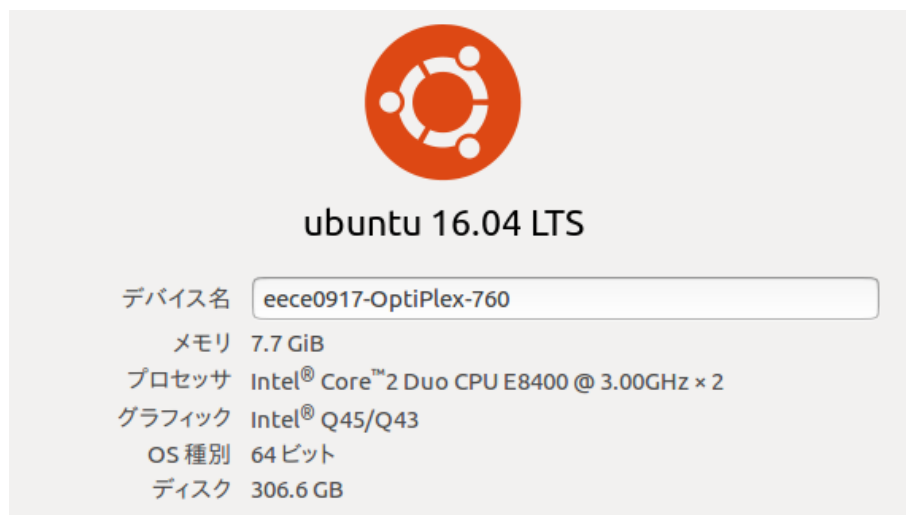 ubuntu 16.04 LTS
デバイス名 eece0917-OptiPlex-760
メモリ 7.7 GiB
プロセッサ Intel® Core™2 Duo CPU E8400 @ 3.00GHz × 2
グラフィック Intel® Q45/Q43
OS 種別 64 ビット
ディスク 306.6 GB